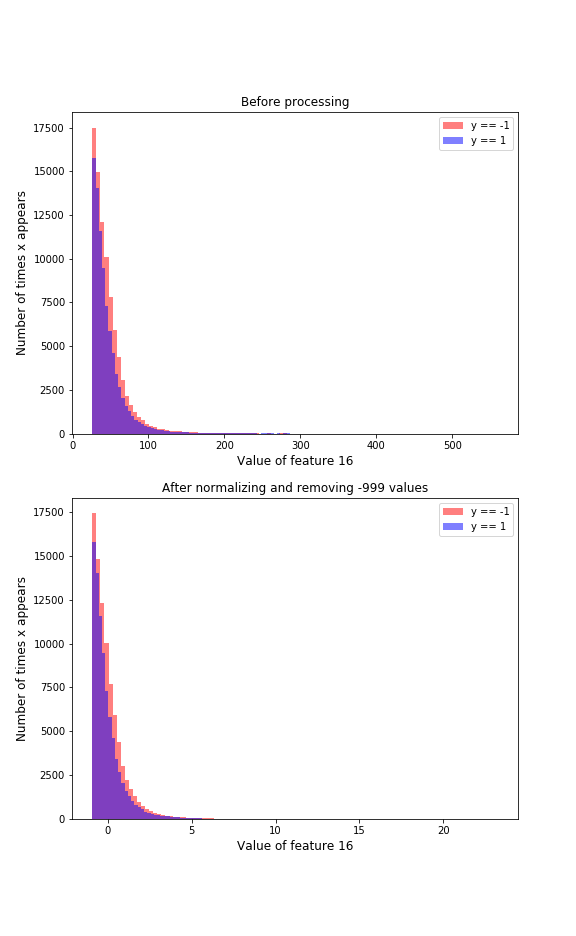 Before processing
Number of times x appears
17500
15000
12500
10000
7500
5000
2500
0
y == -1
y == 1
0 100 200 300 400 500
Value of feature 16
After normalizing and removing -999 values
Number of times x appears
17500
15000
12500
10000
7500
5000
2500
0
y == -1
y == 1
0 5 10 15 20
Value of feature 16